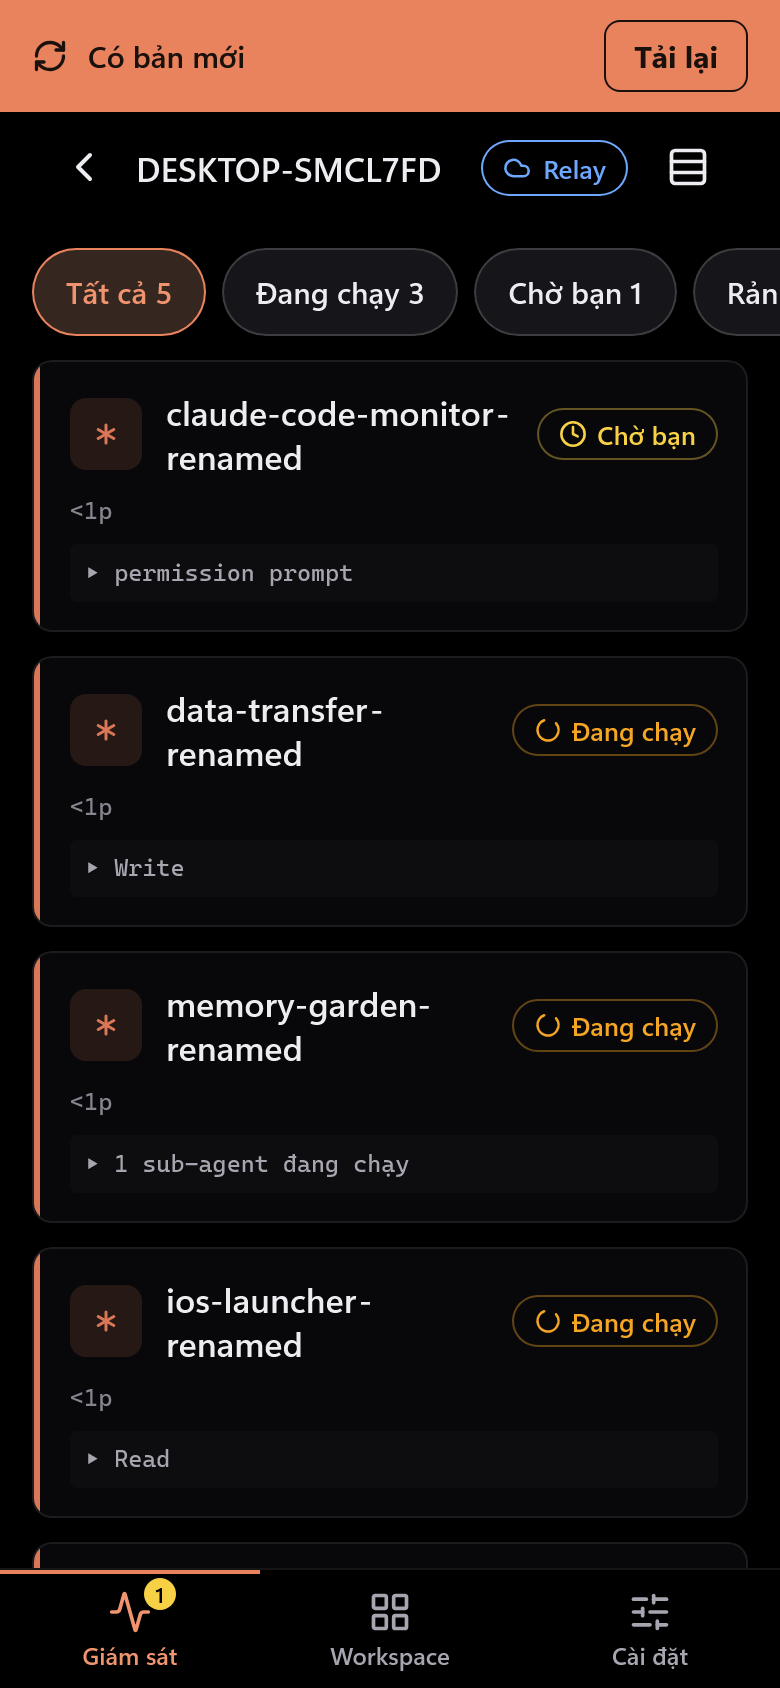 Có bản mới
Tải lại
DESKTOP-SMCL7FD
Relay
Tất cả 5
Đang chạy 3
Chờ bạn 1
Rản
claude-code-monitor-
renamed
Chờ bạn
<1p
▸ permission prompt
data-transfer-
renamed
Đang chạy
<1p
▸ Write
memory-garden-
renamed
Đang chạy
<1p
▸ 1 sub-agent đang chạy
ios-launcher-
renamed
Đang chạy
<1p
▸ Read
1
Giám sát
Workspace
Cài đặt